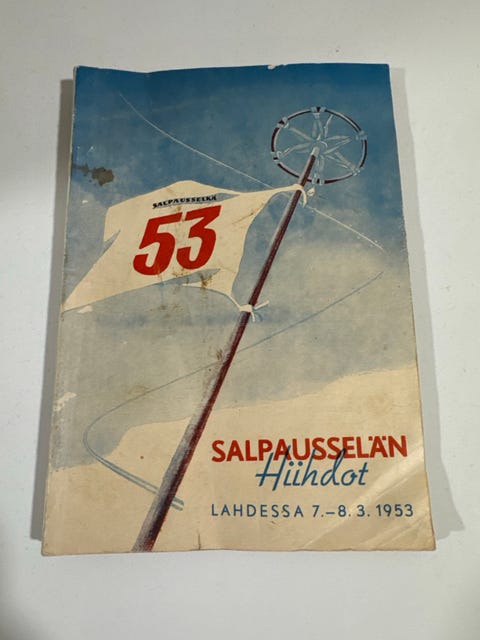 SALPAUSSELKÄ
53
SALPAUSSELÄN
Hiihdot
LAHDESSA 7.–8.3.1953